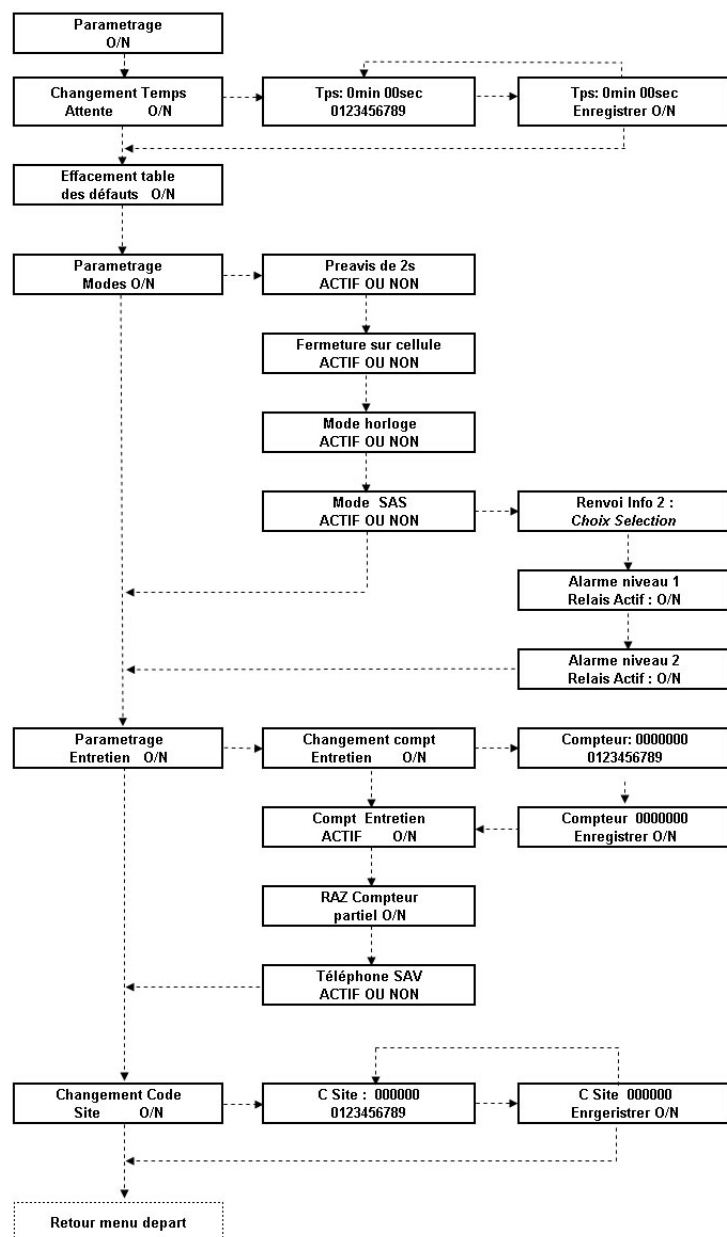 Parametrage
O/N
Changement Temps
Attente O/N
Tps: 0min 00sec
0123456789
Tps: 0min 00sec
Enregistrer O/N
Effacement table
des défauts O/N
Parametrage
Modes O/N
Preavis de 2s
ACTIF OU NON
Fermeture sur cellule
ACTIF OU NON
Mode horloge
ACTIF OU NON
Mode SAS
ACTIF OU NON
Renvoi Info 2 :
Choix Selection
Alarme niveau 1
Relais Actif : O/N
Alarme niveau 2
Relais Actif : O/N
Parametrage
Entretien O/N
Changement compt
Entretien O/N
Compteur: 0000000
0123456789
Compt Entretien
ACTIF O/N
Compteur 0000000
Enregistrer O/N
RAZ Compteur
partiel O/N
Téléphone SAV
ACTIF OU NON
Changement Code
Site O/N
C Site : 000000
0123456789
C Site 000000
Enrgeristrer O/N
Retour menu depart